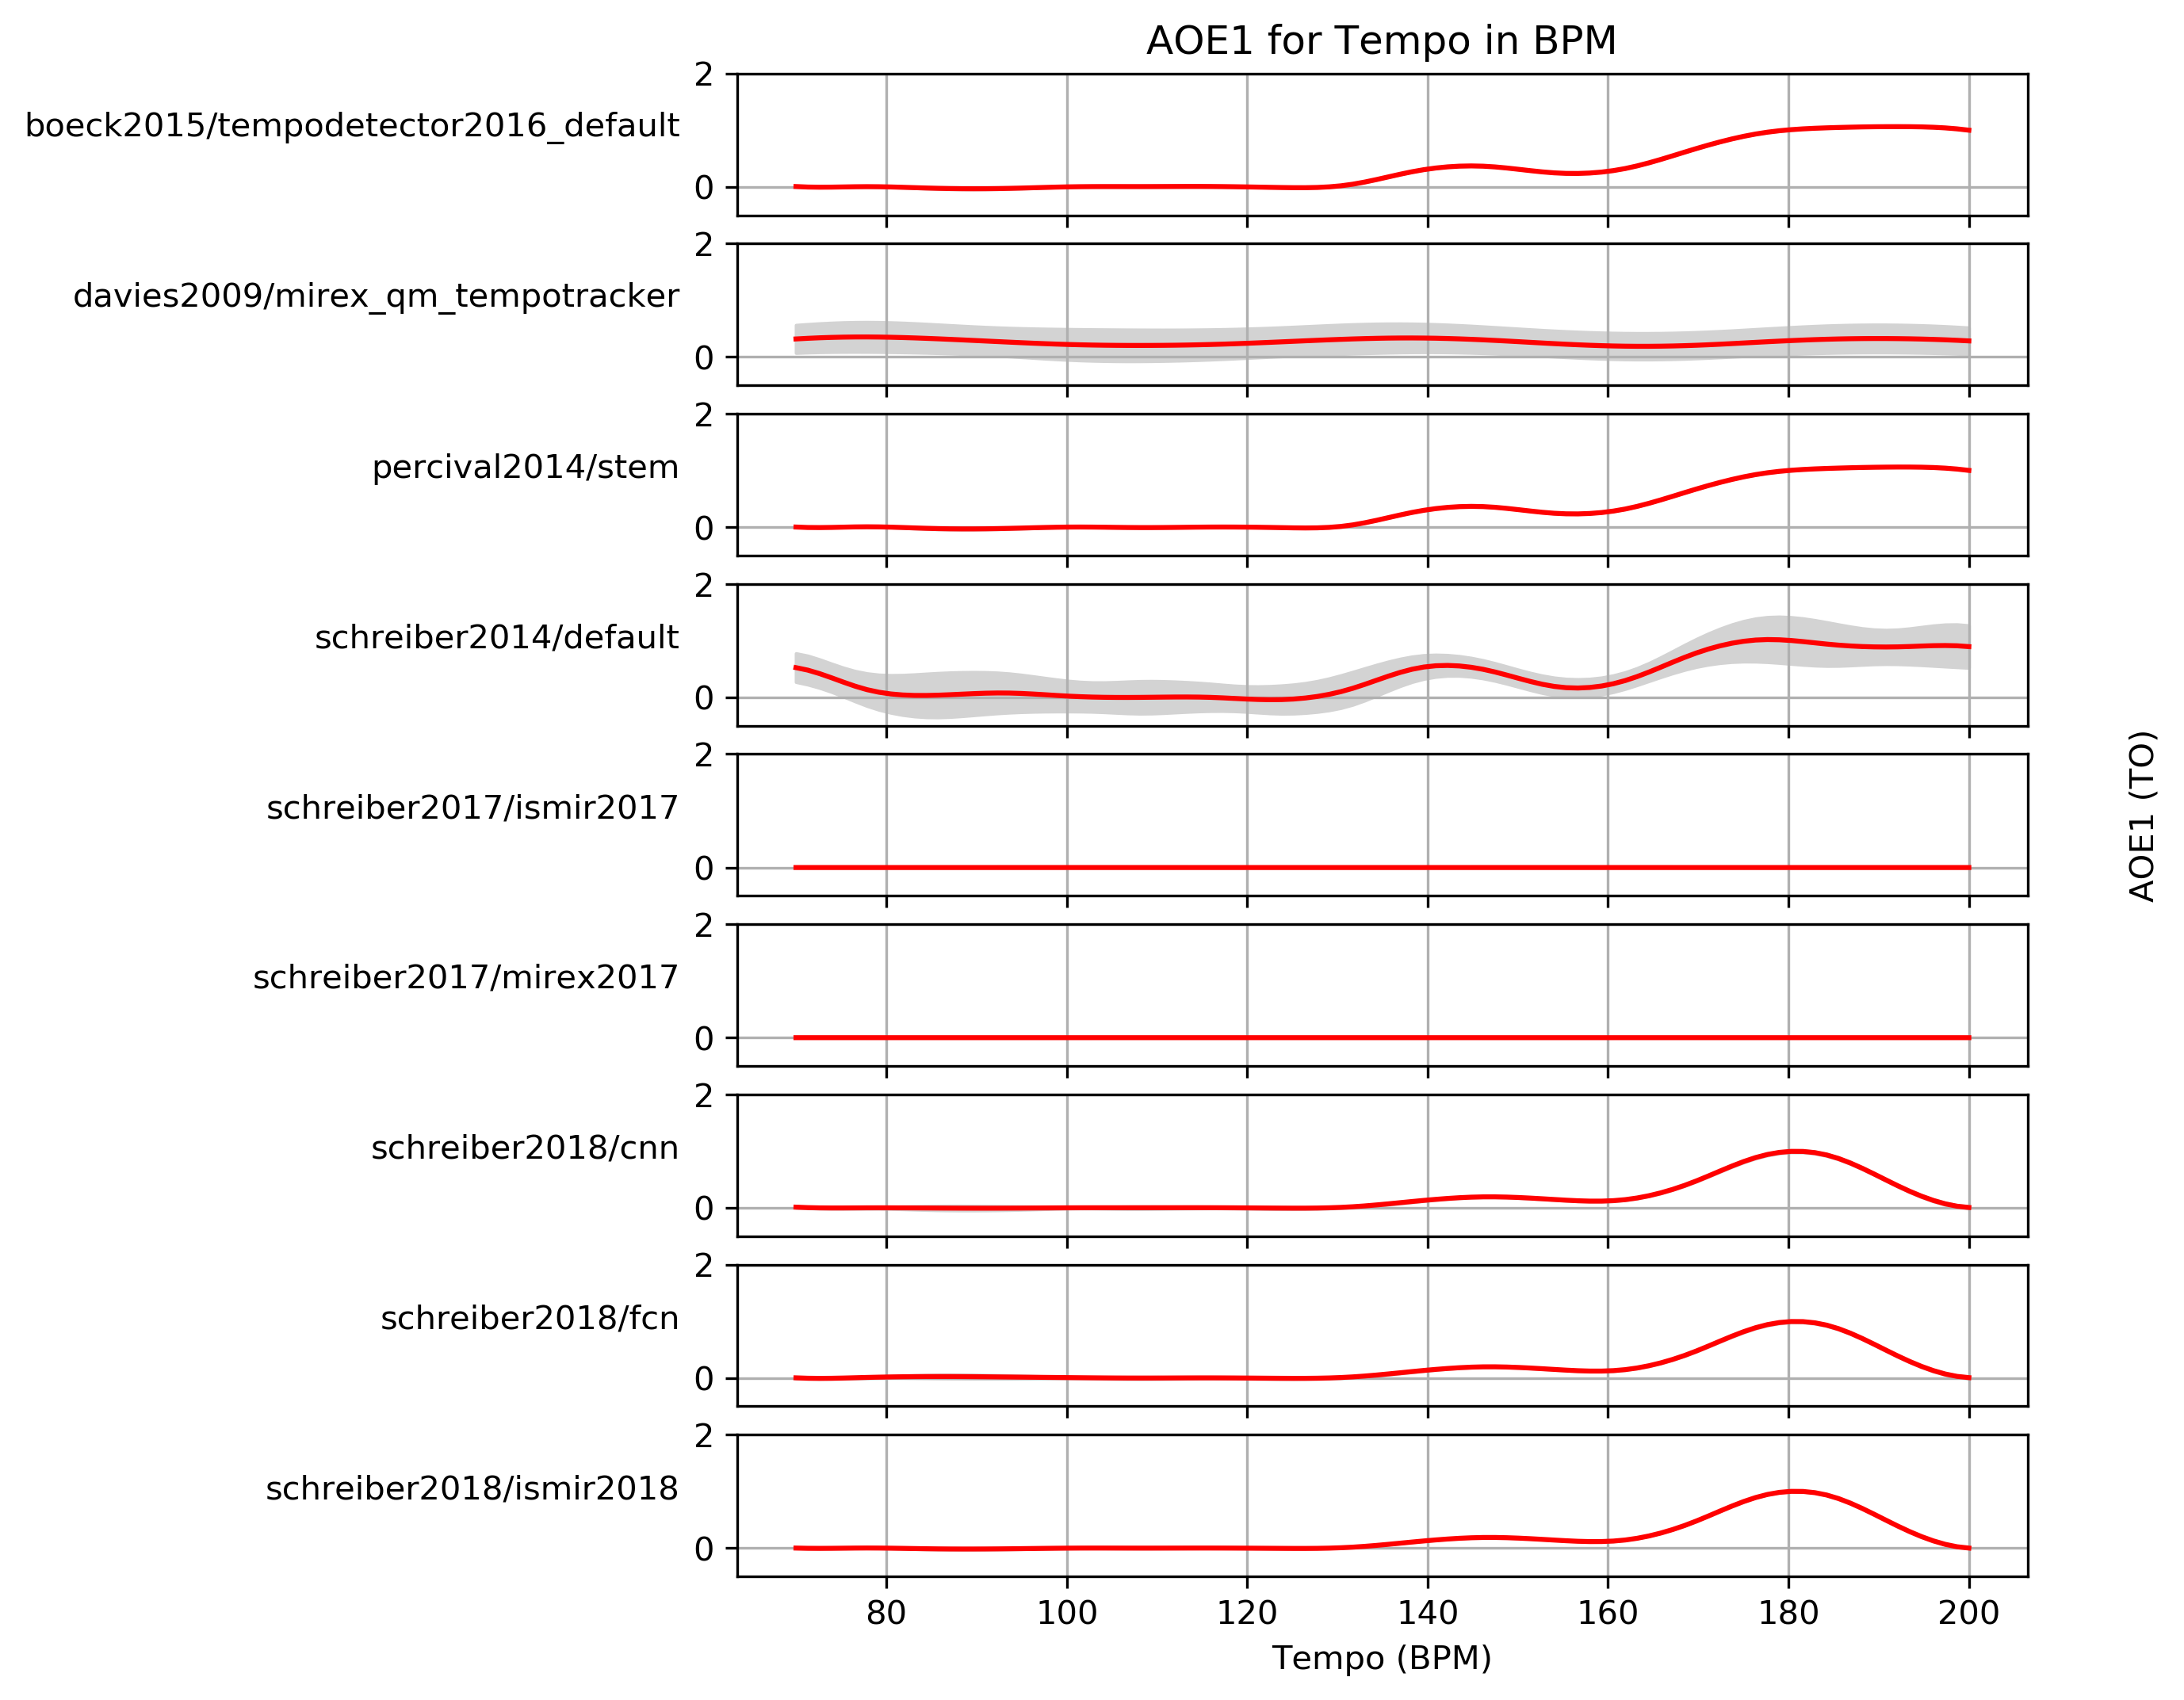 AOE1 for Tempo in BPM
2
boeck2015/tempodetector2016_default
0
2
davies2009/mirex_qm_tempotracker
0
2
percival2014/stem
0
2
schreiber2014/default
0
2
schreiber2017/ismir2017
0
AOE1 (TO)
2
schreiber2017/mirex2017
0
2
schreiber2018/cnn
0
2
schreiber2018/fcn
0
2
schreiber2018/ismir2018
0
80 100 120 140 160 180 200
Tempo (BPM)